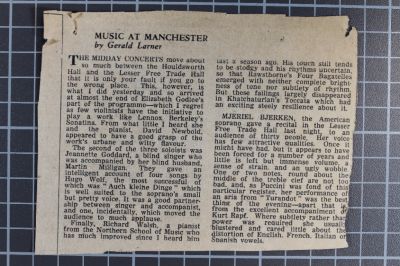 MUSIC AT MANCHESTER
by Gerald Larner
THE MIDDAY CONCERTS move about
so much between the Houldsworth
Hall and the Lesser Free Trade Hall
that it is only your fault if you go to
the wrong place. This, however, is
what I did yesterday and so arrived
almost at the end of Elizabeth Godlee's
part of the programme—which I regret
as few violinists have the initiative to
play a work like Lennox Berkeley's
Sonatina. From what little I heard she
and the pianist, David Newbold,
appeared to have a good grasp of the
work's urbane and witty flavour.
The second of the three soloists was
Jeannette Goddard, a blind singer who
was accompanied by her blind husband,
Martin Milligan. They gave an
intelligent account of four songs by
Hugo Wolf, the most successful of
which was "Auch kleine Dinge" which
is well suited to the soprano's small
but pretty voice. It was a good partner-
ship between singer and accompanist,
and one, incidentally, which moved the
audience to much applause.
Finally, Richard Walsh, a pianist
from the Northern School of Music who
has much improved since I heard him
last a season ago. His touch still tends
to be stodgy and his rhythms uncertain,
so that Rawsthorne's Four Bagatelles
emerged with neither complete bright-
ness of tone nor subtlety of rhythm.
But these failings largely disappeared
in Khatchaturian's Toccata which had
an exciting steely resilience about it.
MJERIEL BJERKEN, the American
soprano gave a recital in the Lesser
Free Trade Hall last night, to an
audience of thirty people. Her voice
has few attractive qualities. Once it
might have had, but it appears to have
been forced for a number of years and
little is left but immense volume, a
sense of strain, and an ugly wobble.
One or two notes, round about the
middle of the treble clef are not too
bad, and, as Puccini was fond of this
particular register, her performance of
an aria from "Turandot" was the best
thing of the evening—apart that is
from the excellent accompaniment of
Kurt Rapf. Where subtlety rather than
power was required she usually
blustered and cared little about the
distortion of English, French, Italian or
Spanish vowels.